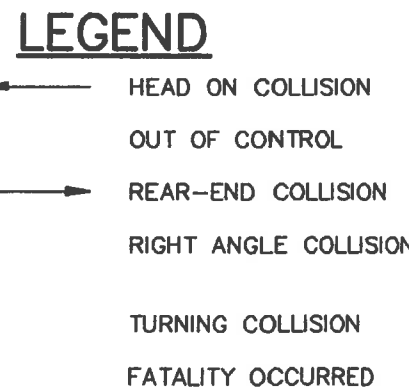 LEGEND
HEAD ON COLLISION
OUT OF CONTROL
REAR-END COLLISION
RIGHT ANGLE COLLISION
TURNING COLLISION
FATALITY OCCURRED